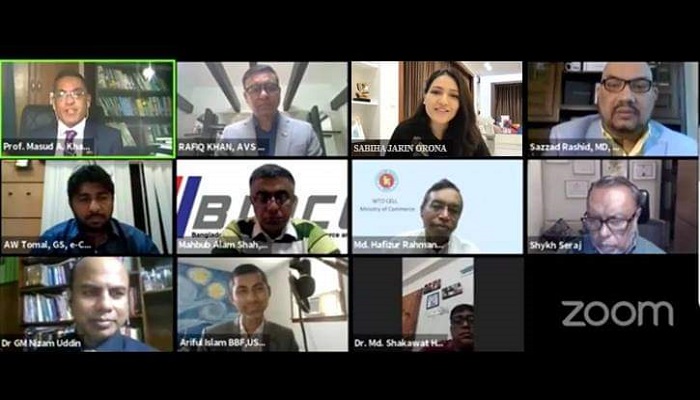 Prof. Masud A. Kha...
RAFIQ KHAN, AVS ...
SABIHA JARIN ORONA
Sazzad Rashid, MD, ...
AW Tomal, GS, e-C...
Mahbub Alam Shah,...
WTO CELL
Ministry of Commerce
Md. Hafizur Rahman...
Shykh Seraj
Dr GM Nizam Uddin
Ariful Islam BBF,US...
Dr. Md. Shakawat H...
zoom